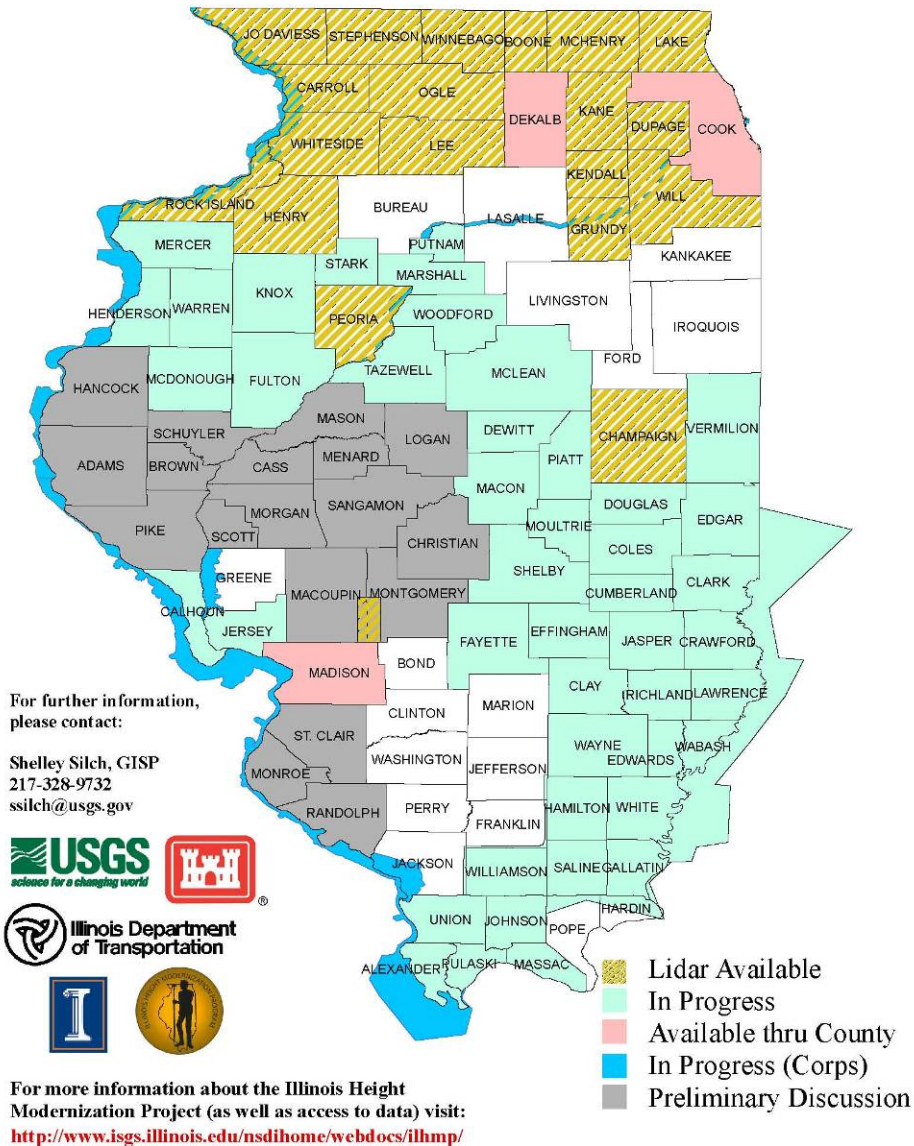 JO DAVIESS STEPHENSON WINNEBAGO BOONE MCHENRY LAKE
CARROLL OGLE DEKALB KANE DUPAGE COOK
WHITESIDE LEE
KENDALL WILL
ROCK ISLAND HENRY BUREAU LASALLE GRUNDY
MERCER PUTNAM KANKAKEE
STARK MARSHALL
HENDERSON WARREN KNOX PEORIA WOODFORD LIVINGSTON IROQUOIS
FORD
HANCOCK MCDONOUGH FULTON TAZEWELL MCLEAN
MASON
SCHUYLER LOGAN DEWITT CHAMPAIGN VERMILION
ADAMS BROWN CASS MENARD PIATT
MACON
PIKE SCOTT MORGAN SANGAMON DOUGLAS EDGAR
CHRISTIAN MOULTRIE COLES
GREENE SHELBY CLARK
CALHOUN MACOUPIN MONTGOMERY CUMBERLAND
JERSEY FAYETTE EFFINGHAM JASPER CRAWFORD
MADISON BOND
CLAY RICHLAND LAWRENCE
CLINTON MARION
ST. CLAIR WAYNE EDWARDS WABASH
WASHINGTON JEFFERSON
MONROE
RANDOLPH PERRY HAMILTON WHITE
FRANKLIN
JACKSON WILLIAMSON SALINE GALLATIN
UNION JOHNSON POPE HARDIN
ALEXANDER PULASKI MASSAC
For further information,
please contact:
Shelley Silch, GISP
217-328-9732
ssilch@usgs.gov
USGS
science for a changing world
®
Illinois Department
of Transportation
I
ILLINOIS HEIGHT MODERNIZATION PROGRAM
Lidar Available
In Progress
Available thru County
In Progress (Corps)
Preliminary Discussion
For more information about the Illinois Height
Modernization Project (as well as access to data) visit:
http://www.isgs.illinois.edu/nsdihome/webdocs/ilhmp/